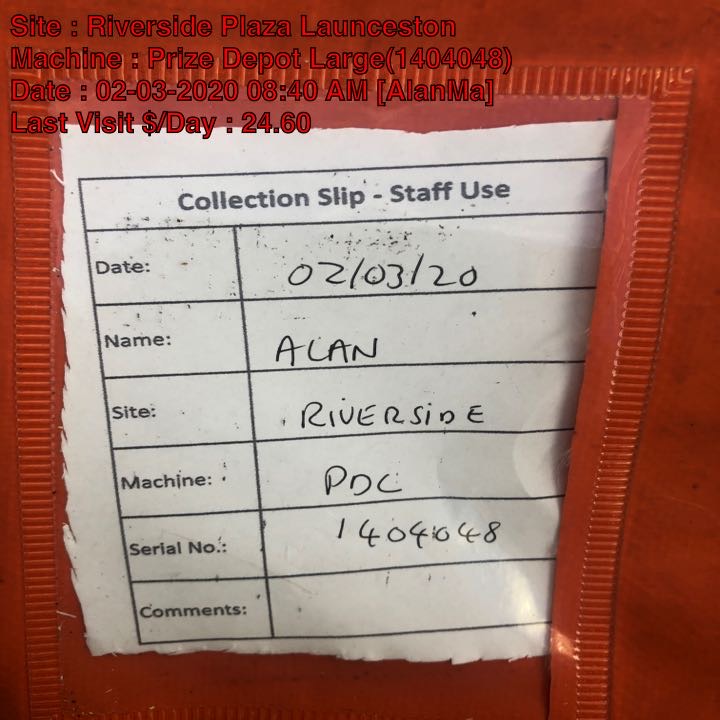 Site : Riverside Plaza Launceston
Machine : Prize Depot Large(1404048)
Date : 02-03-2020 08:40 AM [AlanMa]
Last Visit $/Day : 24.60
Collection Slip - Staff Use
Date: 02/03/20
Name: ALAN
Site: RIVERSIDE
Machine: PDL
Serial No.: 1404048
Comments: